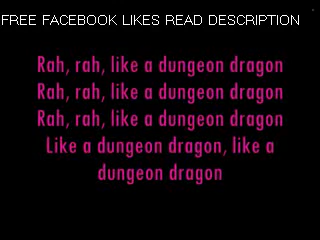 FREE FACEBOOK LIKES READ DESCRIPTION
Rah, rah, like a dungeon dragon
Rah, rah, like a dungeon dragon
Rah, rah, like a dungeon dragon
Like a dungeon dragon, like a
dungeon dragon